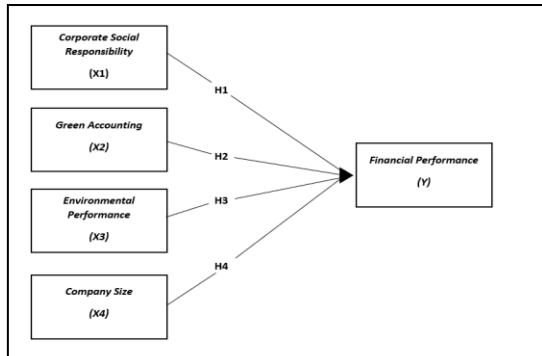 Corporate Social
Responsibility
(X1)
H1
Green Accounting
(X2)
H2
Financial Performance
(Y)
Environmental
Performance
(X3)
H3
H4
Company Size
(X4)